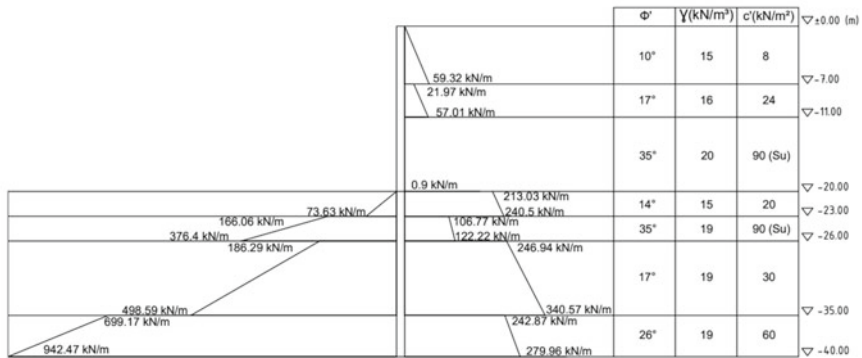 Φ' γ(kN/m³) c'(kN/m²) ±0.00 (m)
10° 15 8
59.32 kN/m -7.00
21.97 kN/m
17° 16 24
57.01 kN/m -11.00
35° 20 90 (Su)
0.9 kN/m -20.00
213.03 kN/m
14° 15 20
73.63 kN/m 240.5 kN/m -23.00
166.06 kN/m 106.77 kN/m
35° 19 90 (Su)
376.4 kN/m 122.22 kN/m -26.00
186.29 kN/m 246.94 kN/m
17° 19 30
498.59 kN/m 340.57 kN/m -35.00
699.17 kN/m 242.87 kN/m
26° 19 60
942.47 kN/m 279.96 kN/m -40.00